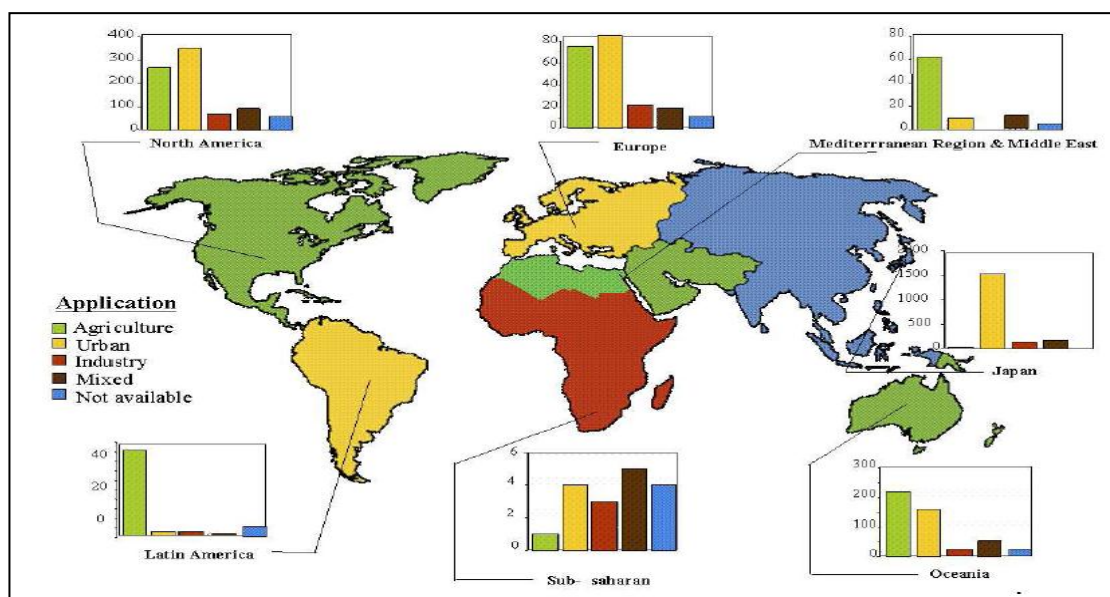 400
300
200
100
0
North America
80
60
40
20
0
Europe
80
60
40
20
0
Mediterrranean Region & Middle East
Application
Agriculture
Urban
Industry
Mixed
Not available
1500
1000
500
0
Japan
40
20
0
Latin America
6
4
2
0
Sub- saharan
300
200
100
0
Oceania